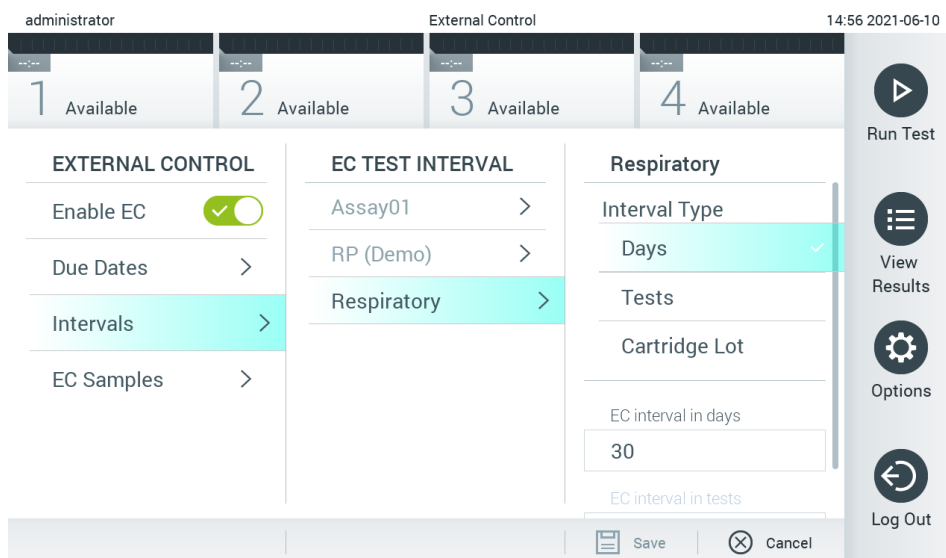 administrator
External Control
14:56 2021-06-10
--:--
1 Available
--:--
2 Available
--:--
3 Available
--:--
4 Available
EXTERNAL CONTROL
Enable EC
Due Dates
Intervals
EC Samples
EC TEST INTERVAL
Assay01
RP (Demo)
Respiratory
Respiratory
Interval Type
Days
Tests
Cartridge Lot
EC interval in days
30
EC interval in tests
Save
Cancel
Run Test
View
Results
Options
Log Out